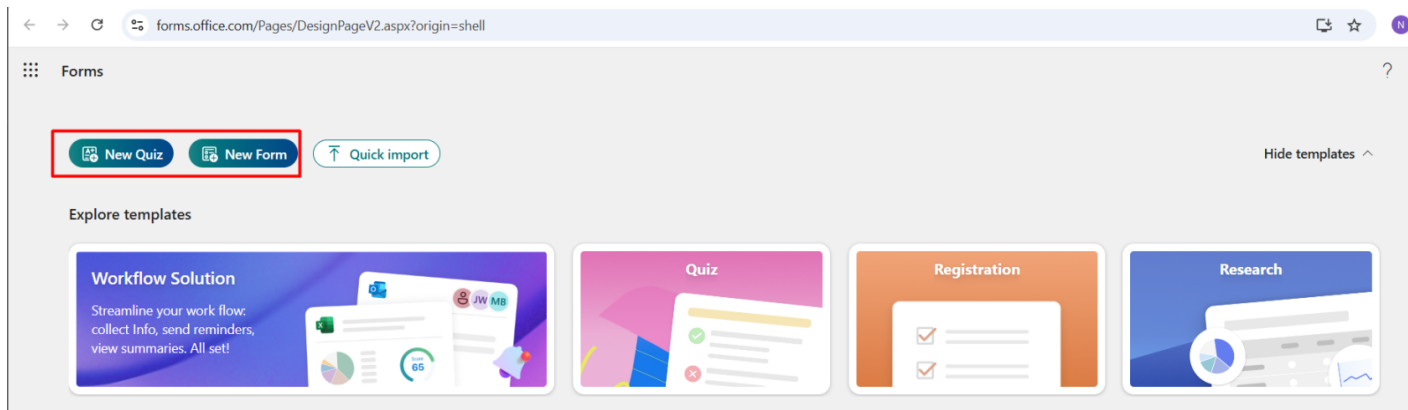 forms.office.com/Pages/DesignPageV2.aspx?origin=shell
N
Forms
?
New Quiz
New Form
Quick import
Hide templates
Explore templates
Workflow Solution
Streamline your work flow:
collect Info, send reminders,
view summaries. All set!
JW
MB
65
Quiz
Registration
Research